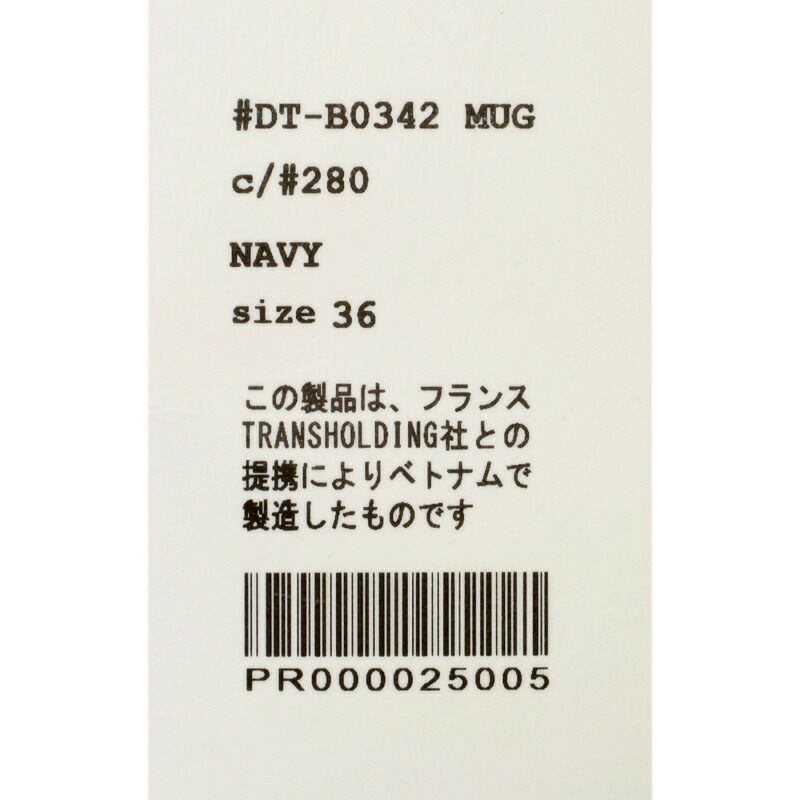 #DT-B0342 MUG
c/#280
NAVY
size 36
この製品は、フランス
TRANSHOLDING社との
提携によりベトナムで
製造したものです
PR000025005